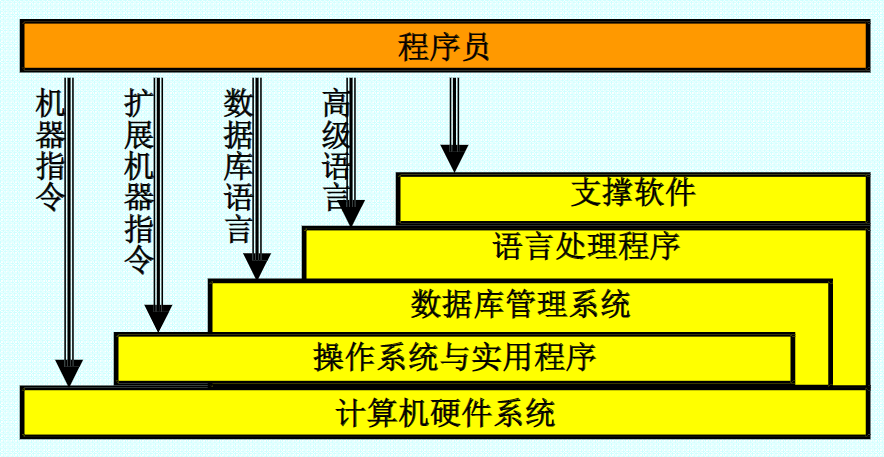 程序员
机器指令
扩展机器指令
数据库语言
高级语言
支撑软件
语言处理程序
数据库管理系统
操作系统与实用程序
计算机硬件系统